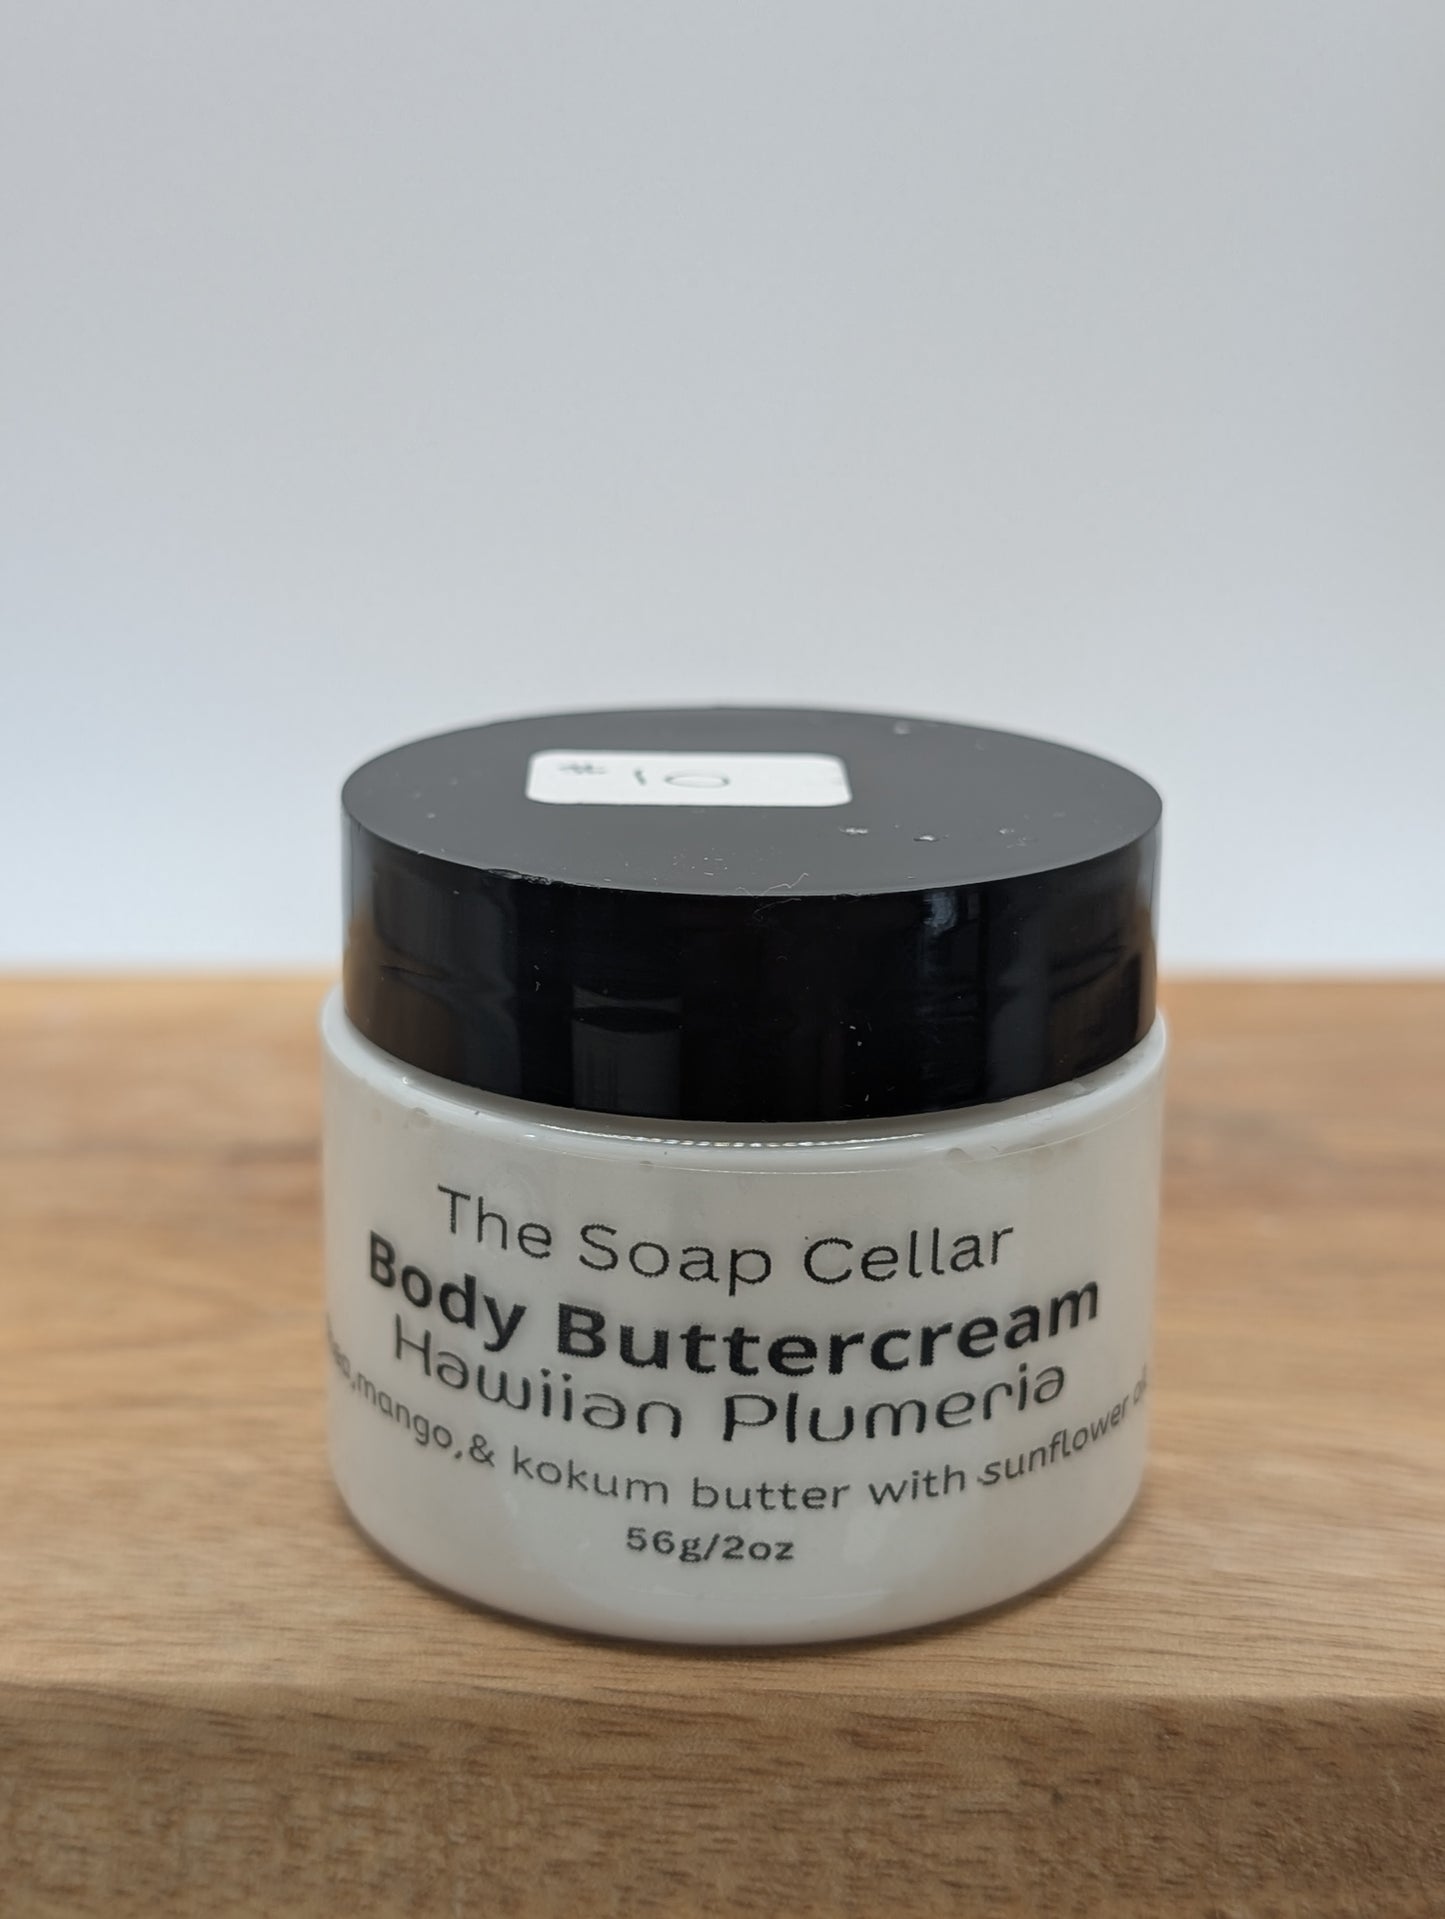 # 10
The Soap Cellar
Body Buttercream
Hawiian Plumeria
mango,& kokum butter with sunflower
56g/2oz